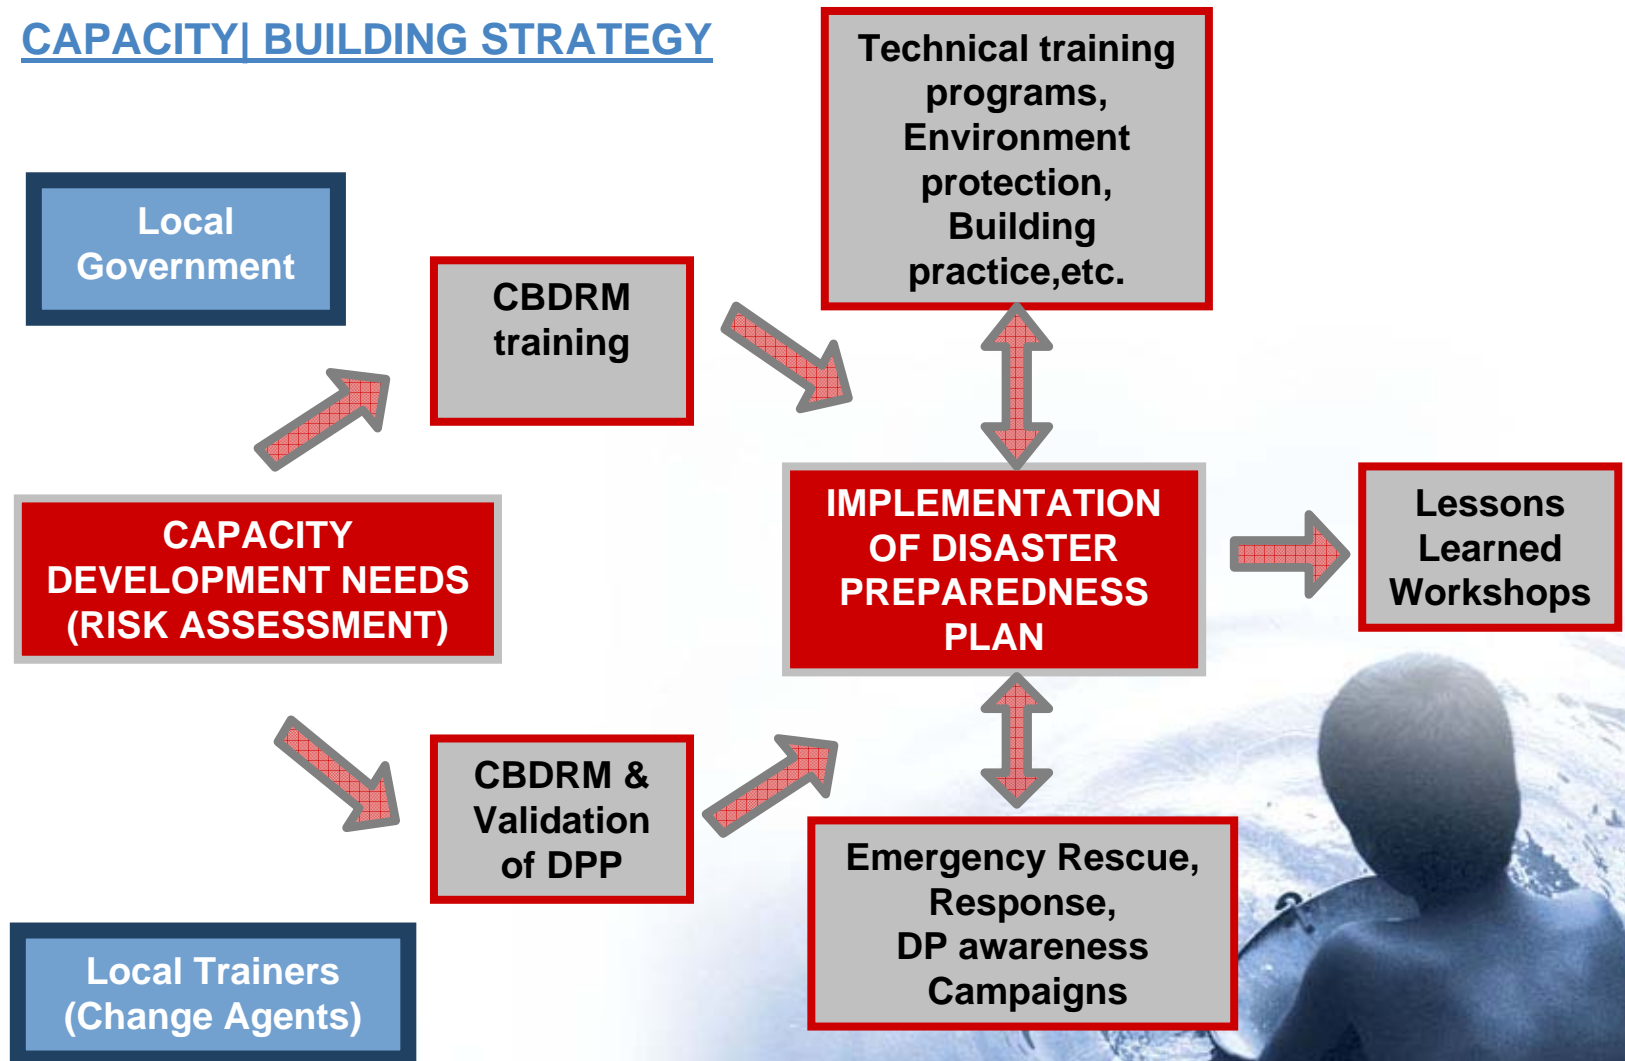 CAPACITY| BUILDING STRATEGY
Technical training
programs,
Environment
protection,
Building
practice,etc.
Local
Government
CBDRM
training
CAPACITY
DEVELOPMENT NEEDS
(RISK ASSESSMENT)
IMPLEMENTATION
OF DISASTER
PREPAREDNESS
PLAN
Lessons
Learned
Workshops
CBDRM &
Validation
of DPP
Emergency Rescue,
Response,
DP awareness
Campaigns
Local Trainers
(Change Agents)